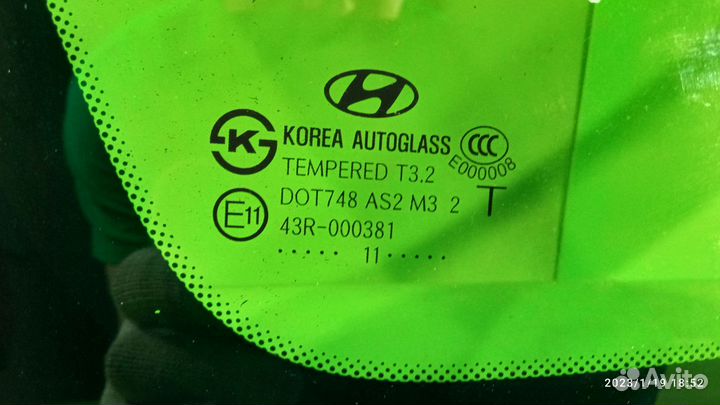 K KOREA AUTOGLASS CCC
E000008
TEMPERED T3.2
DOT748 AS2 M3 2 T
E11
43R-000381
····· 11 ·····
2023/1/19 18:52
Avito